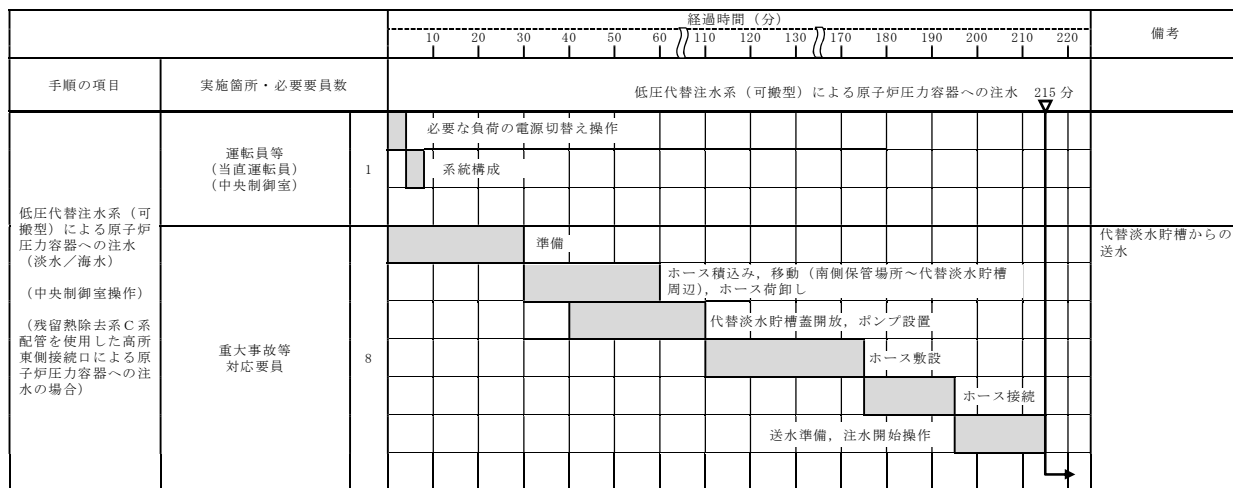 経過時間（分）
備考
10 20 30 40 50 60 110 130 170 180 190 200 210 220
手順の項目
実施箇所・必要要員数
低圧代替注水系（可搬型）による原子炉圧力容器への注水 215 分
低圧代替注水系（可
搬型）による原子炉
圧力容器への注水
（淡水／海水）
（中央制御室操作）
（残留熱除去系Ｃ系
配管を使用した高所
東側接続口による原
子炉圧力容器への注
水の場合）
運転員等
（当直運転員）
（中央制御室）
1
必要な負荷の電源切替え操作
系統構成
重大事故等
対応要員
8
準備
ホース積込み，移動（南側保管場所～代替淡水貯槽
周辺），ホース荷卸し
代替淡水貯槽蓋開放，ポンプ設置
ホース敷設
ホース接続
送水準備，注水開始操作
代替淡水貯槽からの
送水